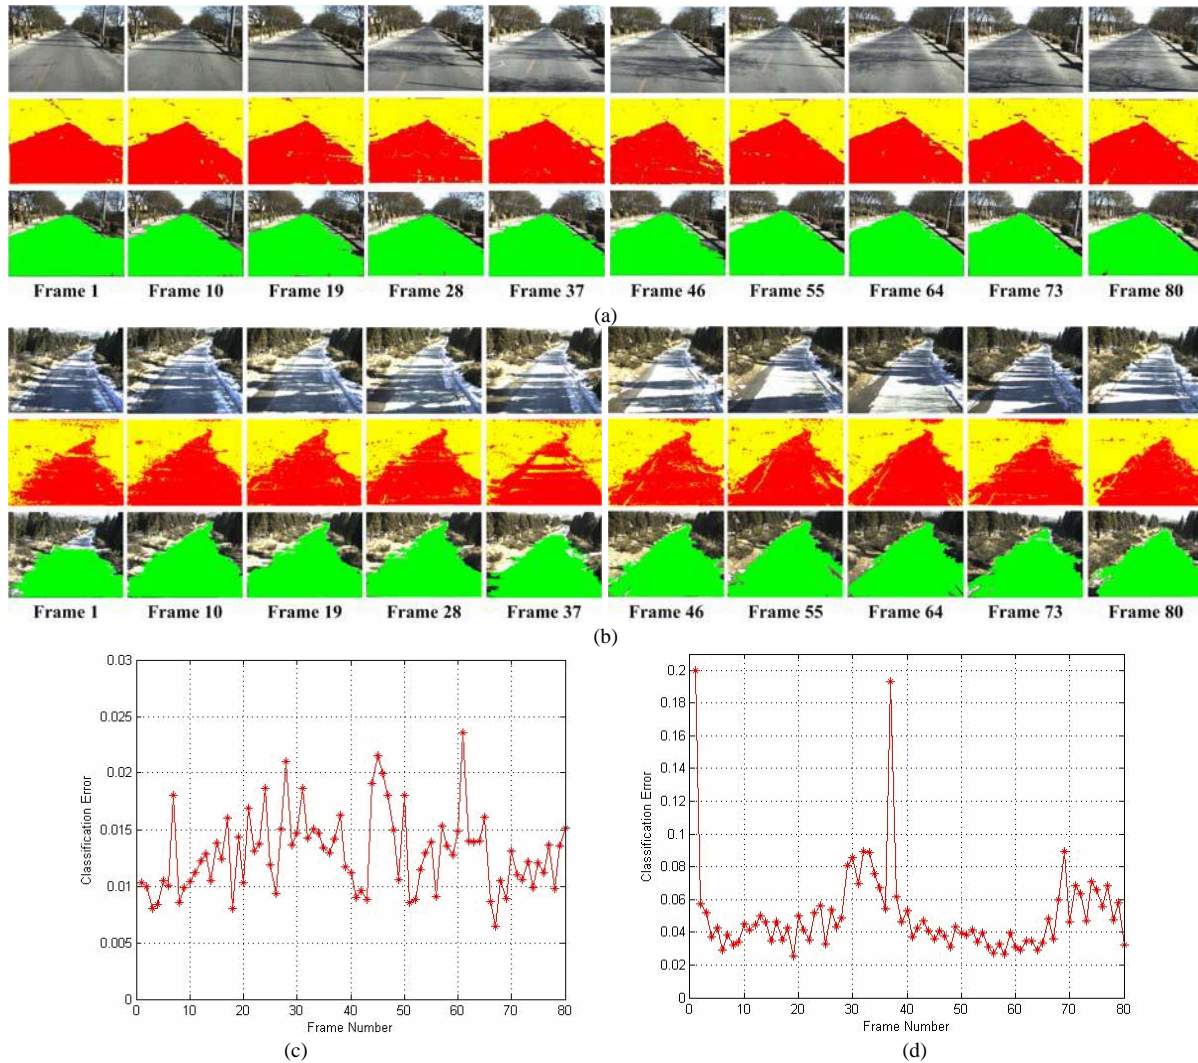 Frame 1 Frame 10 Frame 19 Frame 28 Frame 37 Frame 46 Frame 55 Frame 64 Frame 73 Frame 80
(a)
Frame 1 Frame 10 Frame 19 Frame 28 Frame 37 Frame 46 Frame 55 Frame 64 Frame 73 Frame 80
(b)
0.03
0.025
0.02
0.015
0.01
0.005
0
Classification Error
0 10 20 30 40 50 60 70 80
Frame Number
(c)
0.2
0.18
0.16
0.14
0.12
0.1
0.08
0.06
0.04
0.02
0
Classification Error
0 10 20 30 40 50 60 70 80
Frame Number
(d)